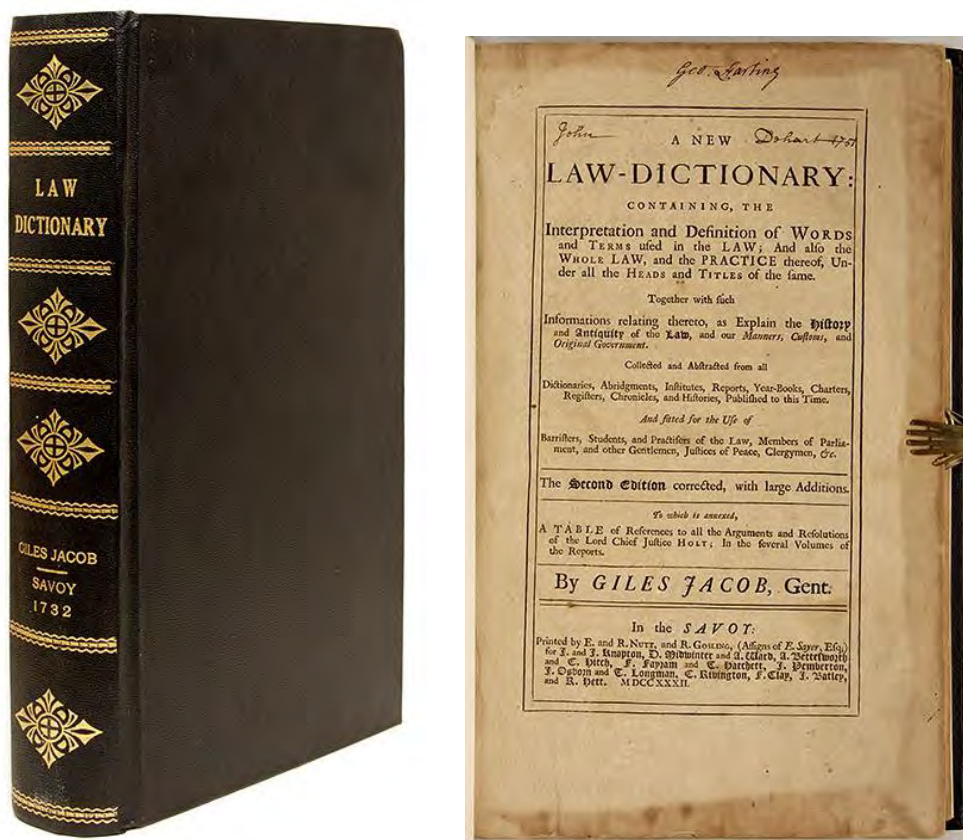 LAW
DICTIONARY
GILES JACOB
SAVOY
1732
Geo. Harting
John
A NEW
LAW-DICTIONARY:
CONTAINING, THE
Interpretation and Definition of WORDS
and TERMS uſed in the LAW; And alſo the
WHOLE LAW, and the PRACTICE thereof, Un-
der all the HEADS and TITLES of the ſame.
Together with ſuch
Informations relating thereto, as Explain the Hiſtory
and Antiquity of the Law, and our Manners, Cuſtoms, and
Original Government.
Collected and Abſtracted from all
Dictionaries, Abridgments, Inſtitutes, Reports, Year-Books, Charters,
Regiſters, Chronicles, and Hiſtories, Publiſhed to this Time.
And fitted for the Uſe of
Barriſters, Students, and Practiſers of the Law, Members of Parlia-
ment, and other Gentlemen, Juſtices of Peace, Clergymen, &c.
The Second Edition corrected, with large Additions.
To which is annexed,
A TABLE of References to all the Arguments and Reſolutions
of the Lord Chief Juſtice HOLT; In the ſeveral Volumes of
the Reports.
By GILES JACOB, Gent.
In the SAVOY:
Printed by E. and R. NUTT, and R. GOSLING, (Aſſigns of E. Sayer, Eſq;)
for J. and J. Knapton, D. Midwinter and A. Ward, A. Bettesworth
and C. Hitch, F. Fayram and T. Hatchett, J. Pemberton,
J. Osborn and T. Longman, C. Rivington, F. Clay, J. Batley,
and R. Hett. MDCCXXXII.